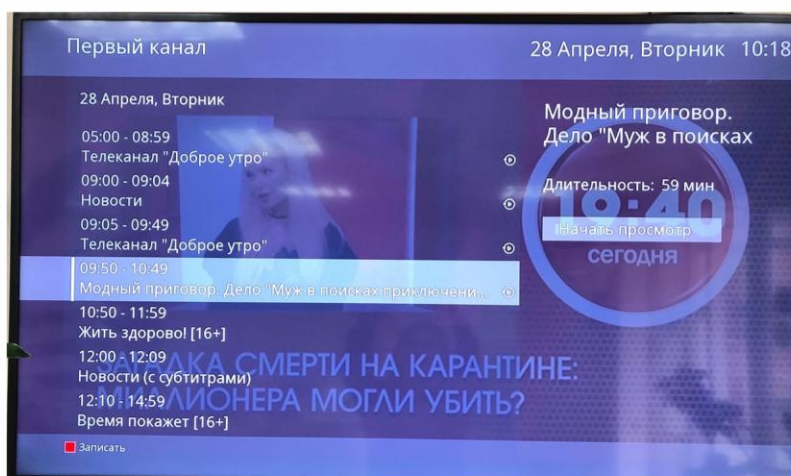 Первый канал
28 Апреля, Вторник 10:18
28 Апреля, Вторник
05:00 - 08:59
Телеканал "Доброе утро"
09:00 - 09:04
Новости
09:05 - 09:49
Телеканал "Доброе утро"
09:50 - 10:49
Модный приговор. Дело "Муж в поисках приключени...
10:50 - 11:59
Жить здорово! [16+]
12:00 - 12:09
Новости (с субтитрами)
12:10 - 14:59
Время покажет [16+]
Записать
Модный приговор.
Дело "Муж в поисках
Длительность: 59 мин
Начать просмотр
19:40
сегодня
ЗАГАДКА СМЕРТИ НА КАРАНТИНЕ:
МИЛЛИОНЕРА МОГЛИ УБИТЬ?